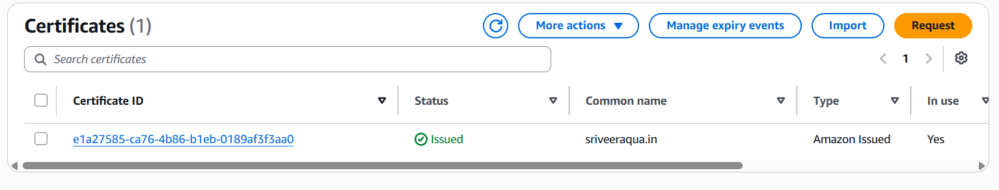 Certificates (1)
More actions
Manage expiry events
Import
Request
Search certificates
1
Certificate ID
Status
Common name
Type
In use
e1a27585-ca76-4b86-b1eb-0189af3f3aa0
Issued
sriveeraqua.in
Amazon Issued
Yes